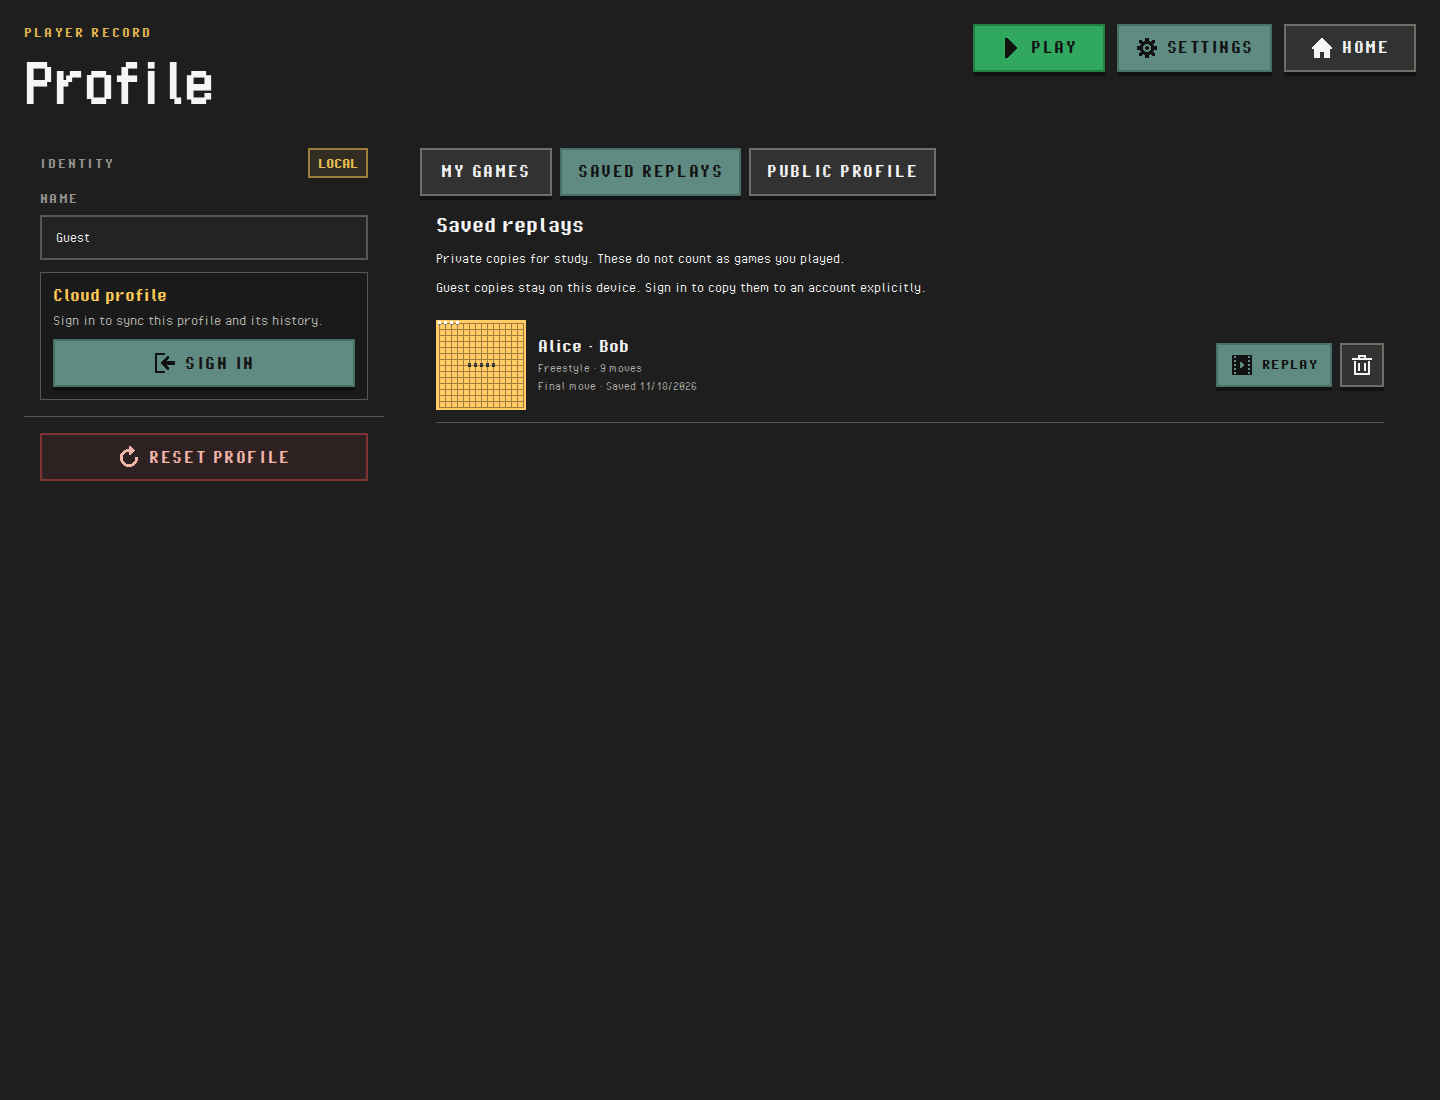 PLAYER RECORD
Profile
PLAY
SETTINGS
HOME
IDENTITY
LOCAL
NAME
Guest
Cloud profile
Sign in to sync this profile and its history.
SIGN IN
RESET PROFILE
MY GAMES
SAVED REPLAYS
PUBLIC PROFILE
Saved replays
Private copies for study. These do not count as games you played.
Guest copies stay on this device. Sign in to copy them to an account explicitly.
Alice · Bob
Freestyle · 9 moves
Final move · Saved 11/18/2026
REPLAY